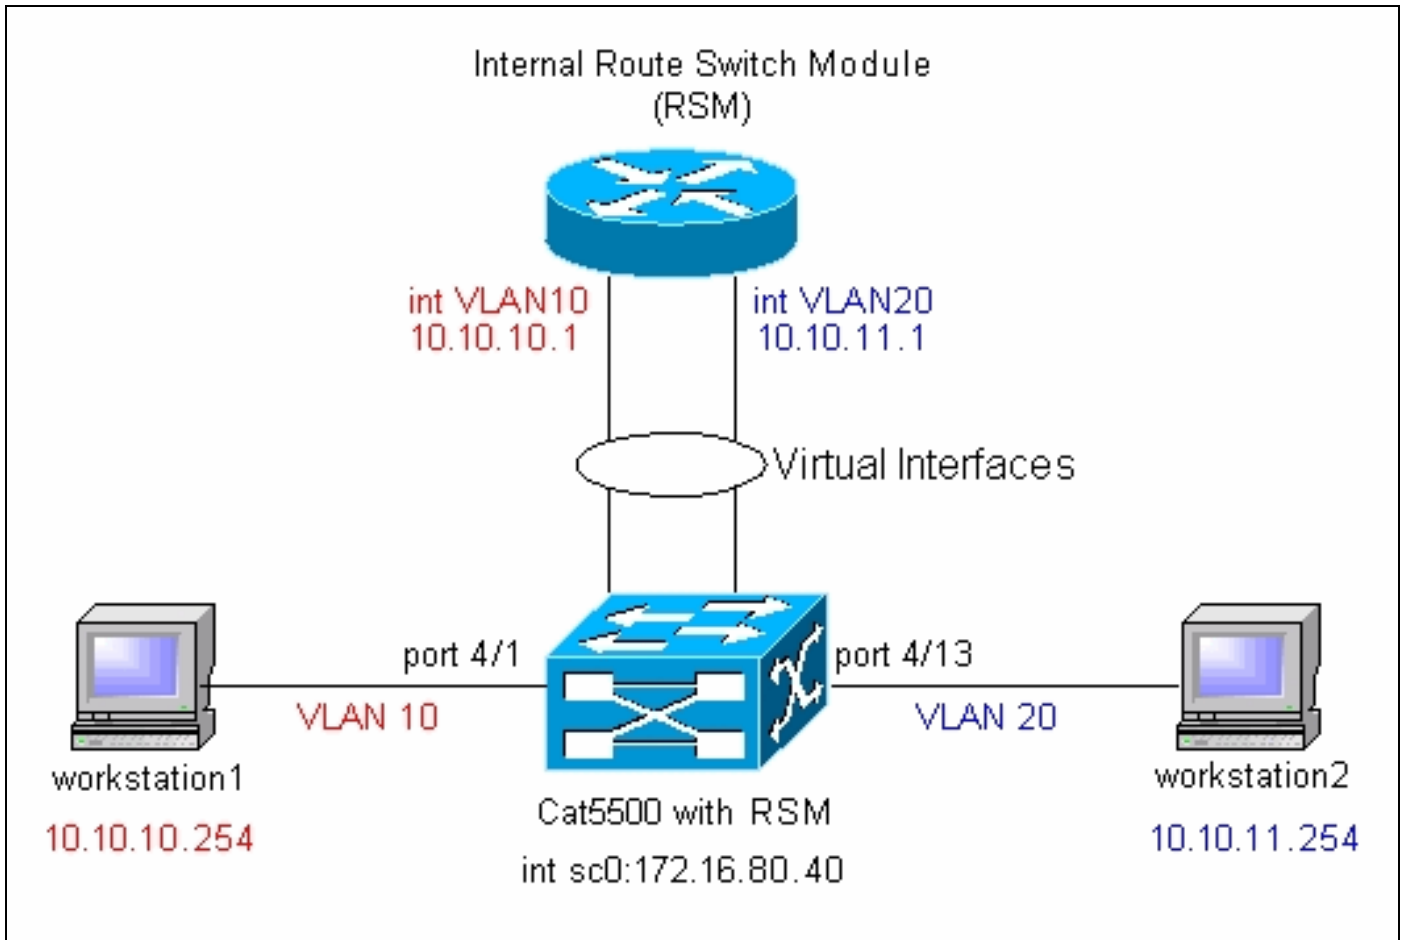 Internal Route Switch Module
(RSM)
int VLAN10
10.10.10.1
int VLAN20
10.10.11.1
Virtual Interfaces
port 4/1
port 4/13
VLAN 10
VLAN 20
workstation1
10.10.10.254
workstation2
10.10.11.254
Cat5500 with RSM
int sc0:172.16.80.40